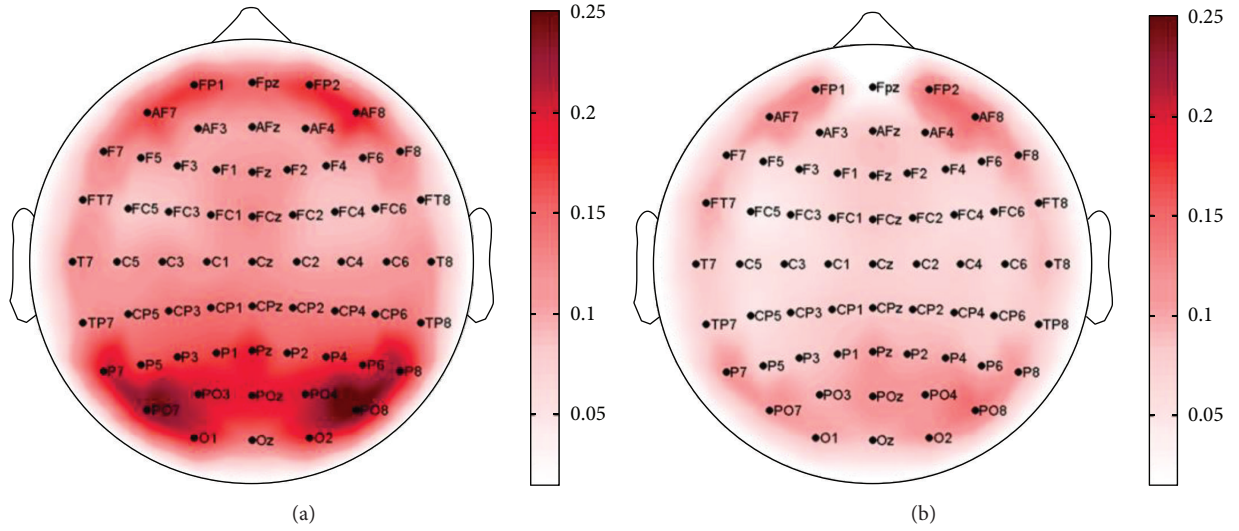 FP1 Fpz FP2
AF7 AF8
AF3 AFz AF4
F7 F5 F3 F1 Fz F2 F4 F6 F8
FT7 FC5 FC3 FC1 FCz FC2 FC4 FC6 FT8
T7 C5 C3 C1 Cz C2 C4 C6 T8
TP7 CP5 CP3 CP1 CPz CP2 CP4 CP6 TP8
P7 P5 P3 P1 Pz P2 P4 P6 P8
PO7 PO3 POz PO4 PO8
O1 Oz O2
0.25
0.2
0.15
0.1
0.05
(a)
FP1 Fpz FP2
AF7 AF8
AF3 AFz AF4
F7 F5 F3 F1 Fz F2 F4 F6 F8
FT7 FC5 FC3 FC1 FCz FC2 FC4 FC6 FT8
T7 C5 C3 C1 Cz C2 C4 C6 T8
TP7 CP5 CP3 CP1 CPz CP2 CP4 CP6 TP8
P7 P5 P3 P1 Pz P2 P4 P6 P8
PO7 PO3 POz PO4 PO8
O1 Oz O2
0.25
0.2
0.15
0.1
0.05
(b)